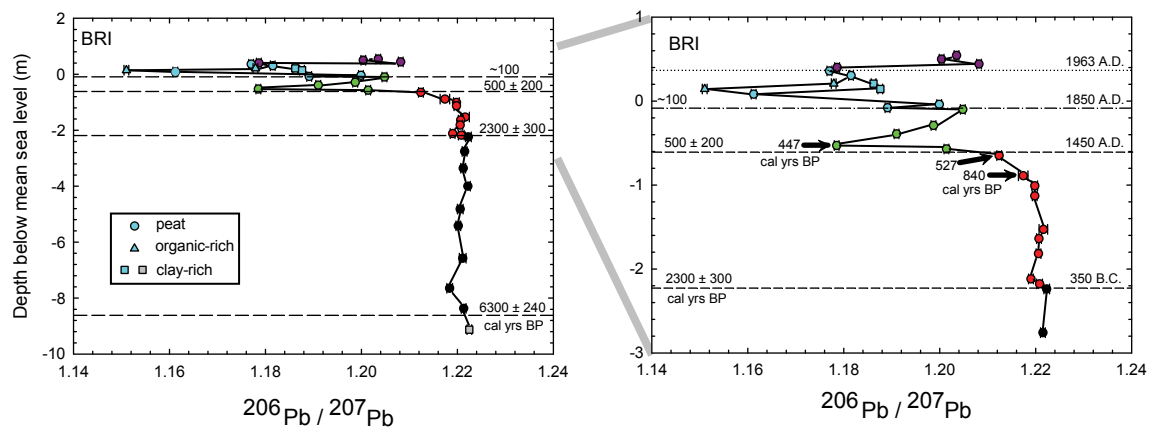 BRI
2
0
-2
-4
-6
-8
-10
Depth below mean sea level (m)
~100
500 ± 200
2300 ± 300
6300 ± 240
cal yrs BP
peat
organic-rich
clay-rich
1.14 1.16 1.18 1.20 1.22 1.24
206Pb / 207Pb
BRI
1
0
-1
-2
-3
1963 A.D.
~100
1850 A.D.
447
cal yrs BP
500 ± 200
1450 A.D.
527
840
cal yrs BP
2300 ± 300
350 B.C.
cal yrs BP
1.14 1.16 1.18 1.20 1.22 1.24
206Pb / 207Pb